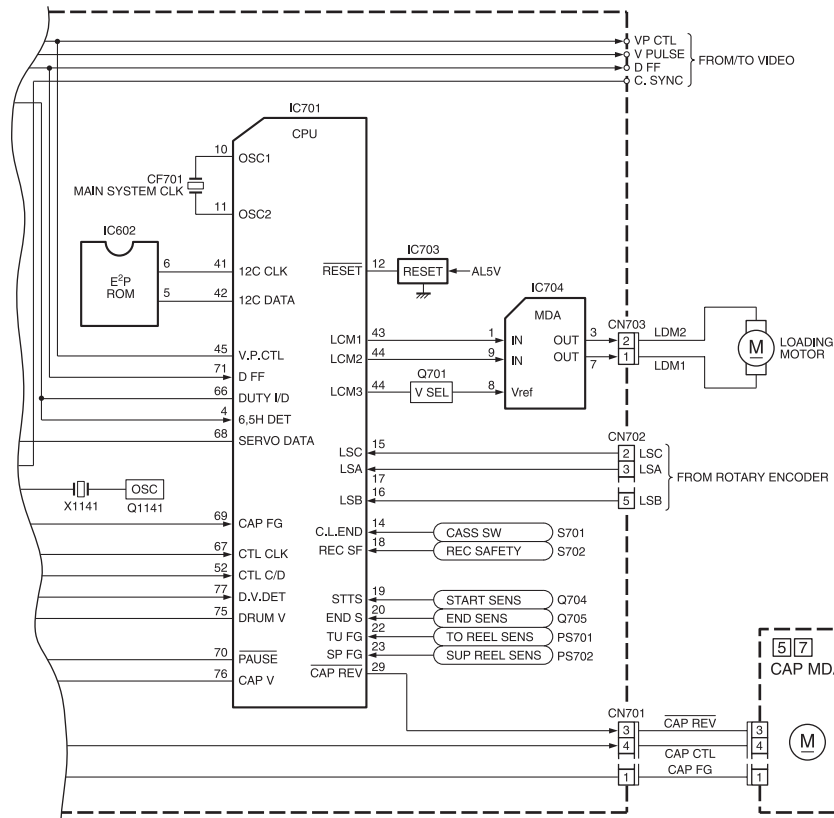 VP CTL
V PULSE
D FF
C. SYNC
FROM/TO VIDEO
IC701
CPU
10
OSC1
CF701
MAIN SYSTEM CLK
11
OSC2
IC602
E²P
ROM
6
41
12C CLK
5
42
12C DATA
RESET
12
IC703
RESET
AL5V
IC704
MDA
LCM1
43
1
IN
OUT
3
LCM2
44
9
IN
OUT
7
LCM3
44
Q701
V SEL
8
Vref
CN703
2
LDM2
1
LDM1
M
LOADING
MOTOR
45
V.P.CTL
71
D FF
66
DUTY I/D
4
6,5H DET
68
SERVO DATA
CN702
LSC
15
2
LSC
LSA
3
LSA
17
LSB
16
5
LSB
FROM ROTARY ENCODER
X1141
OSC
Q1141
69
CAP FG
67
CTL CLK
52
CTL C/D
77
D.V.DET
75
DRUM V
70
PAUSE
76
CAP V
C.L.END
14
CASS SW
S701
REC SF
18
REC SAFETY
S702
STTS
19
START SENS
Q704
END S
20
END SENS
Q705
TU FG
22
TO REEL SENS
PS701
SP FG
23
SUP REEL SENS
PS702
CAP REV
29
CN701
3
CAP REV
3
4
CAP CTL
4
1
CAP FG
1
5 7
CAP MD
M